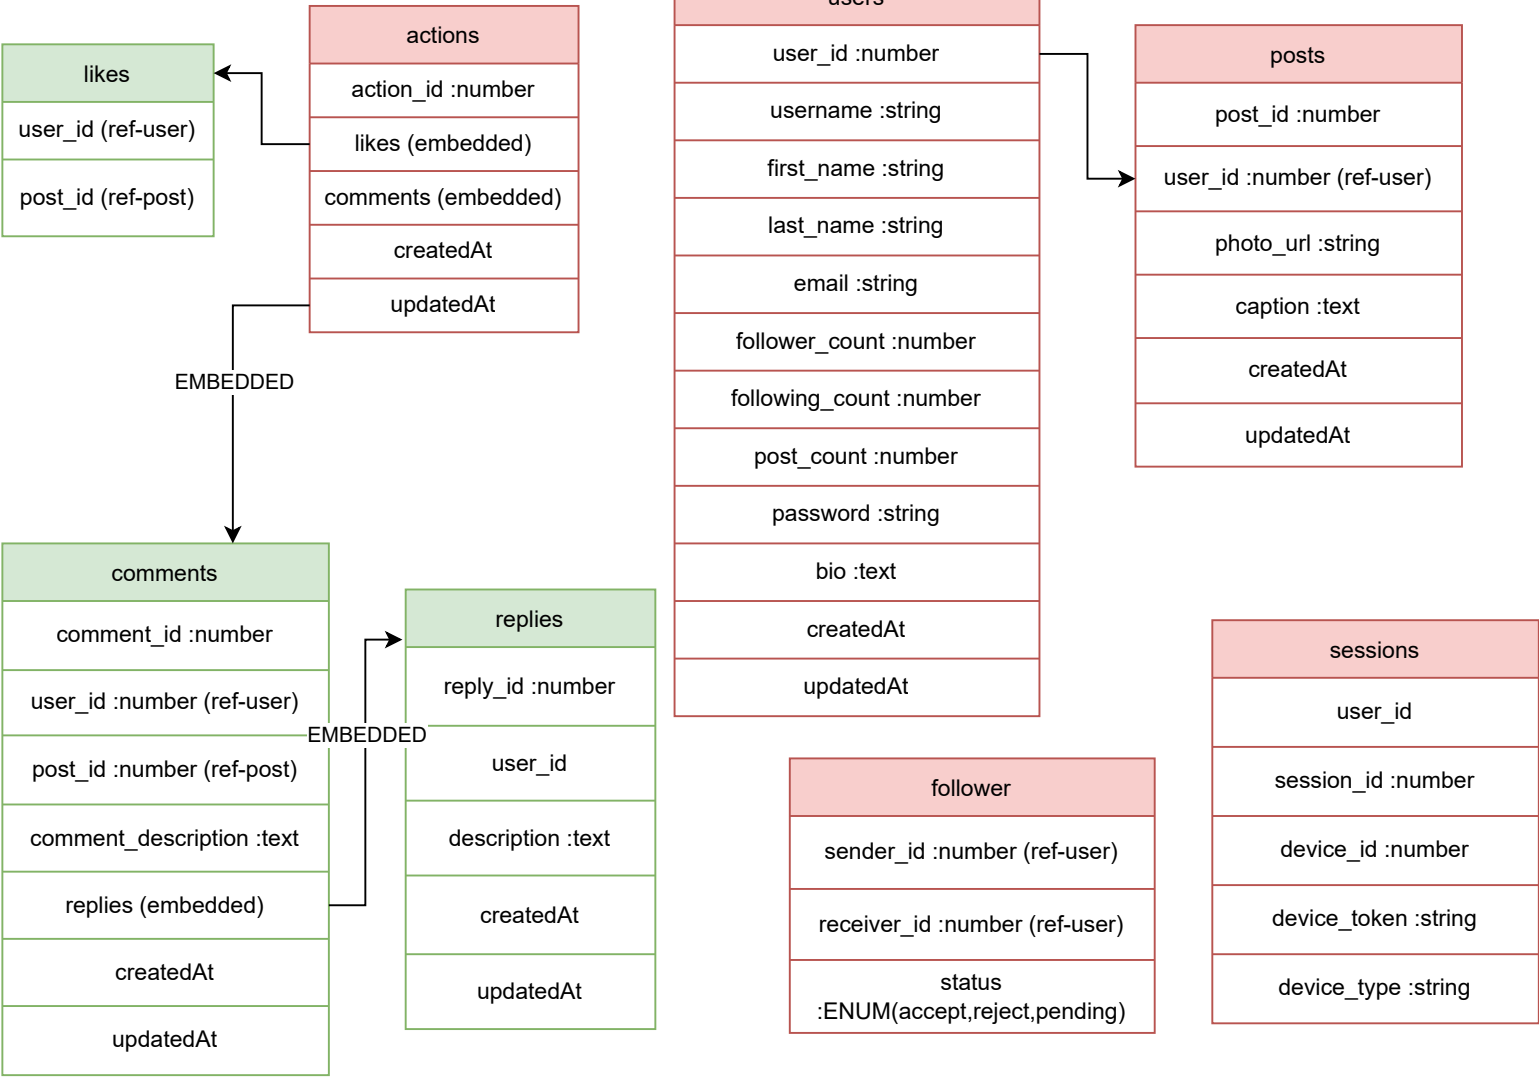 likes
user_id (ref-user)
post_id (ref-post)
actions
action_id :number
likes (embedded)
comments (embedded)
createdAt
updatedAt
EMBEDDED
users
user_id :number
username :string
first_name :string
last_name :string
email :string
follower_count :number
following_count :number
post_count :number
password :string
bio :text
createdAt
updatedAt
posts
post_id :number
user_id :number (ref-user)
photo_url :string
caption :text
createdAt
updatedAt
comments
comment_id :number
user_id :number (ref-user)
post_id :number (ref-post)
comment_description :text
replies (embedded)
createdAt
updatedAt
EMBEDDED
replies
reply_id :number
user_id
description :text
createdAt
updatedAt
follower
sender_id :number (ref-user)
receiver_id :number (ref-user)
status
:ENUM(accept,reject,pending)
sessions
user_id
session_id :number
device_id :number
device_token :string
device_type :string